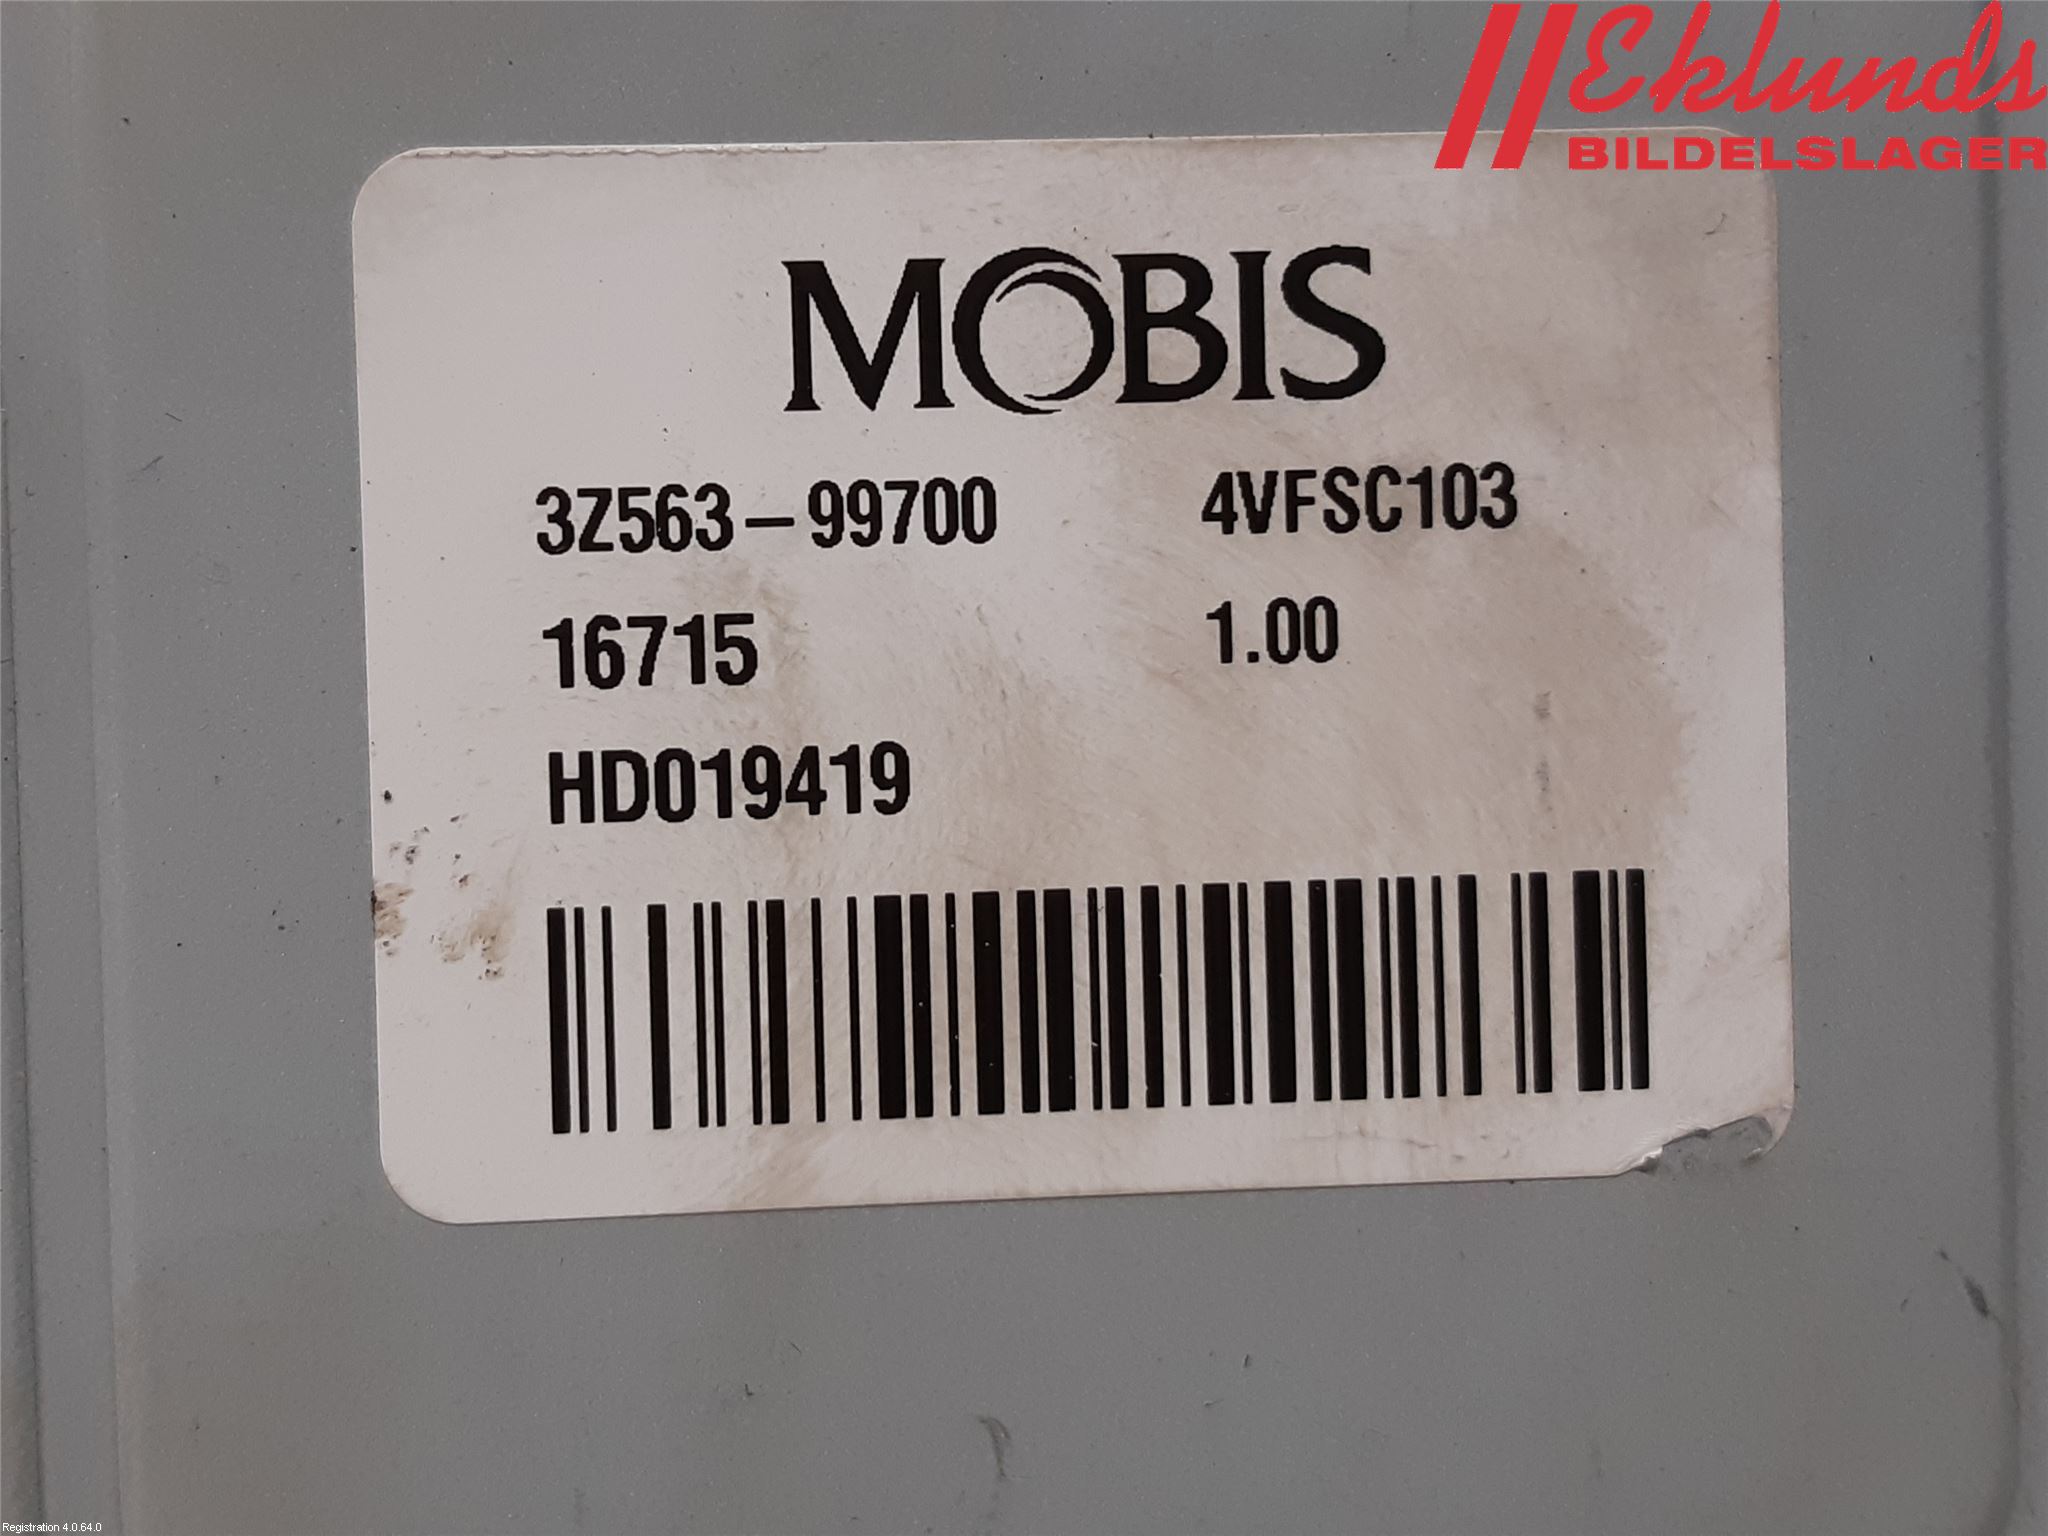 Eklunds
BILDELSLAGER
MOBIS
3Z563-99700 4VFSC103
16715 1.00
HD019419
Registration 4.0.64.0